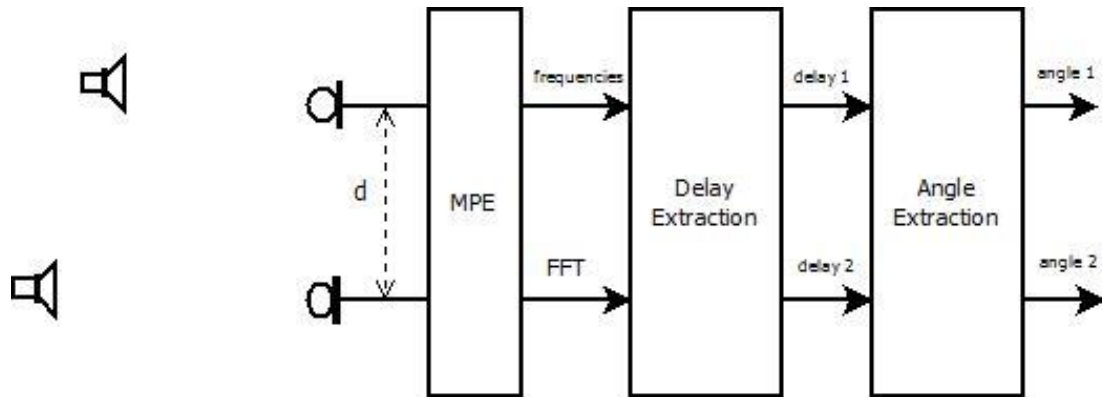 frequencies
delay 1
angle 1
d
MPE
Delay
Extraction
Angle
Extraction
FFT
delay 2
angle 2